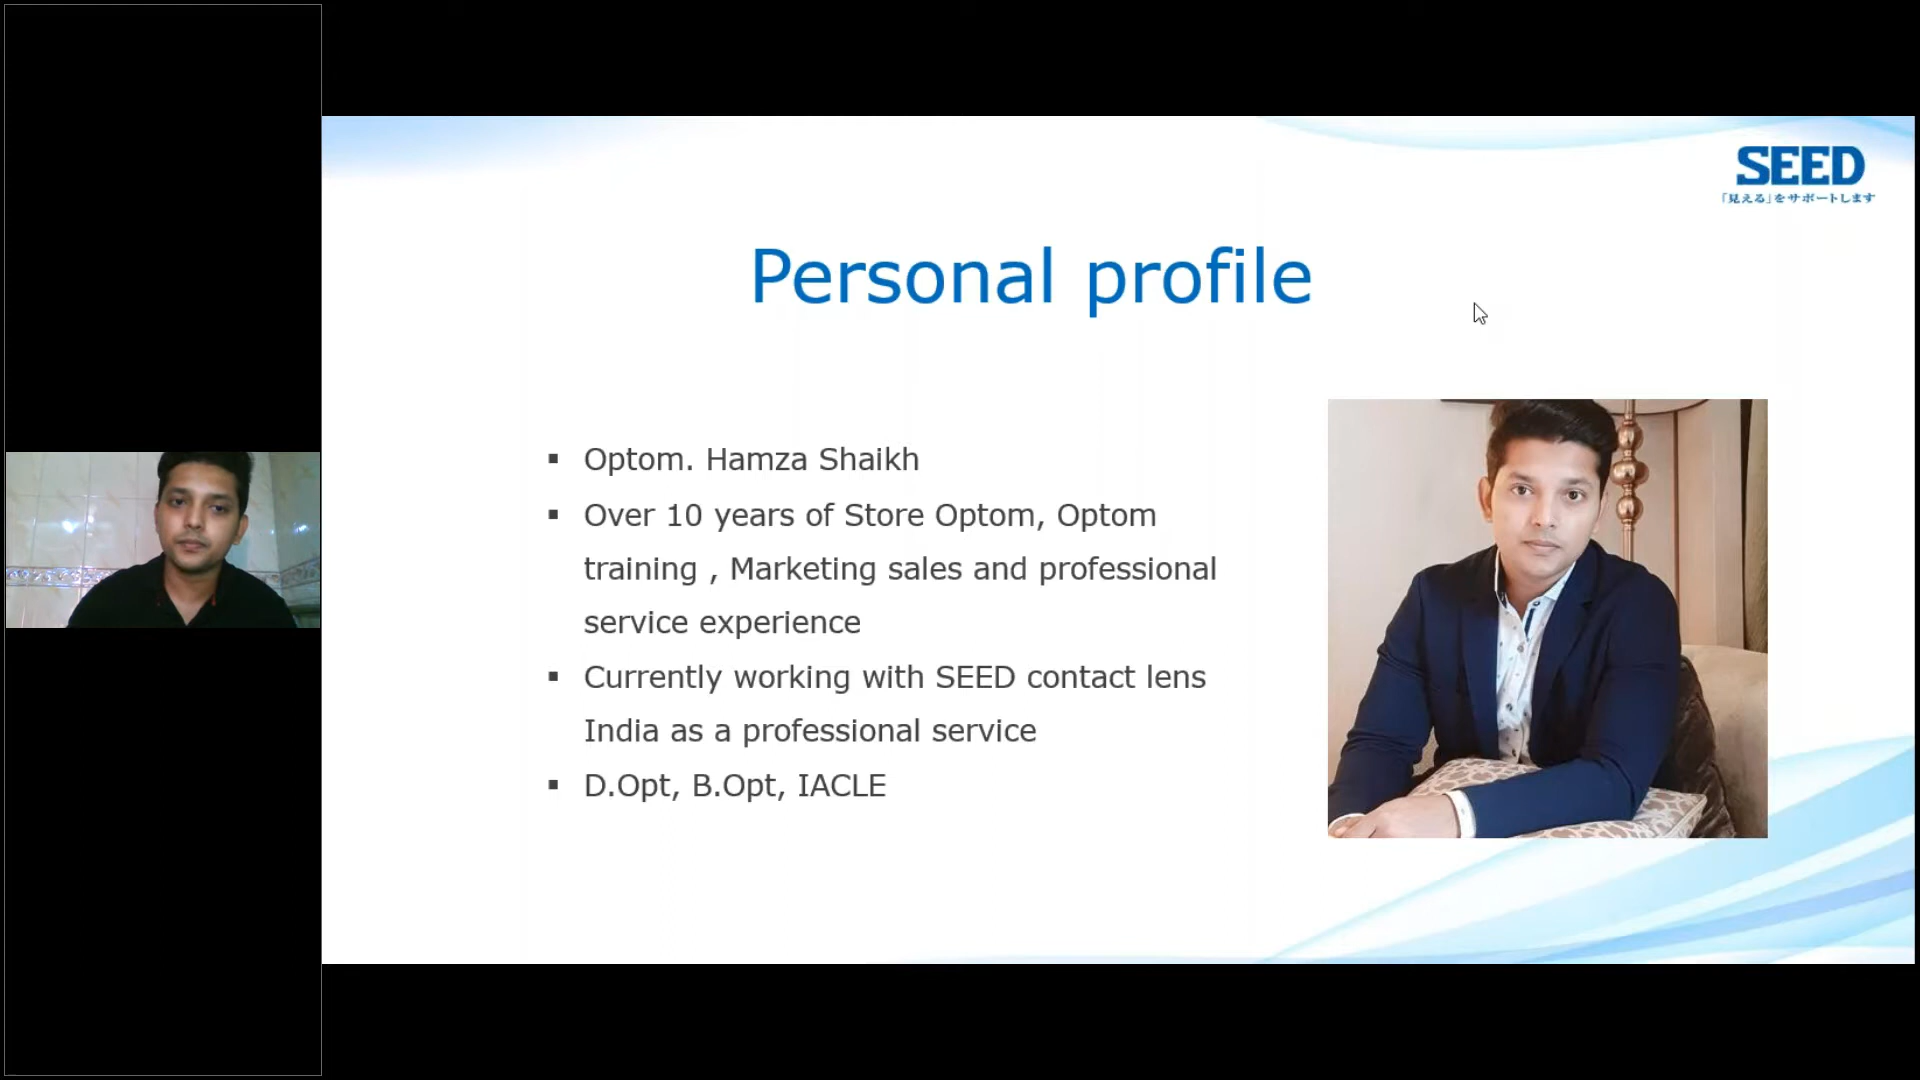 SEED
「見える」をサポートします
Personal profile
▪ Optom. Hamza Shaikh
▪ Over 10 years of Store Optom, Optom
training , Marketing sales and professional
service experience
▪ Currently working with SEED contact lens
India as a professional service
▪ D.Opt, B.Opt, IACLE